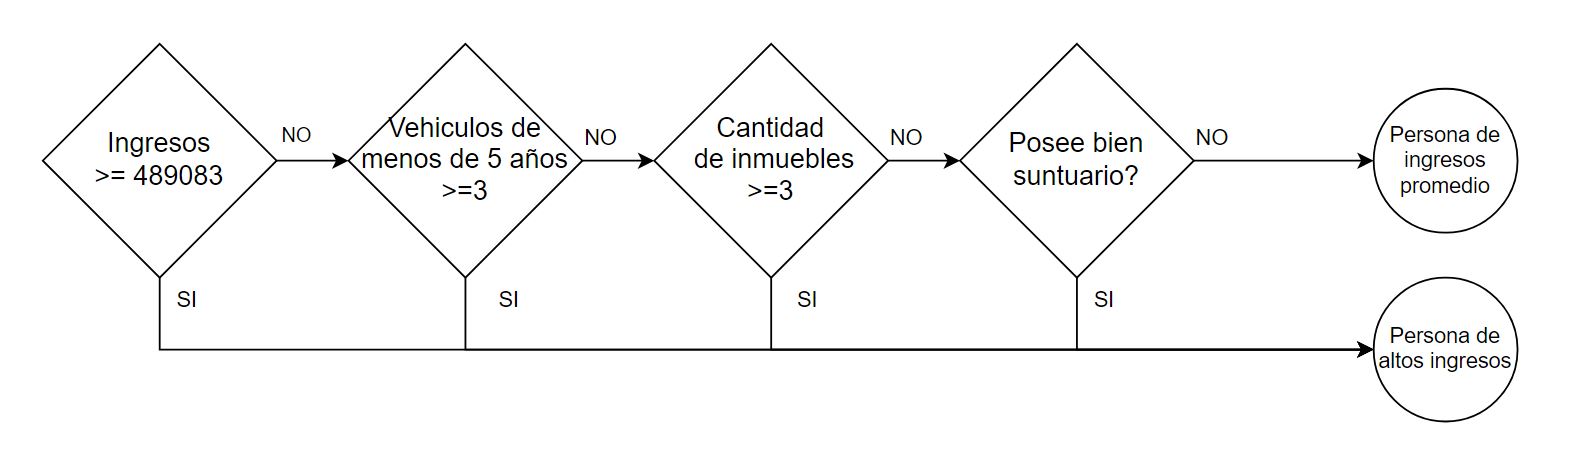 Ingresos
>= 489083
NO
Vehiculos de
menos de 5 años
>=3
NO
Cantidad
de inmuebles
>=3
NO
Posee bien
suntuario?
NO
Persona de
ingresos
promedio
SI
SI
SI
SI
Persona de
altos ingresos